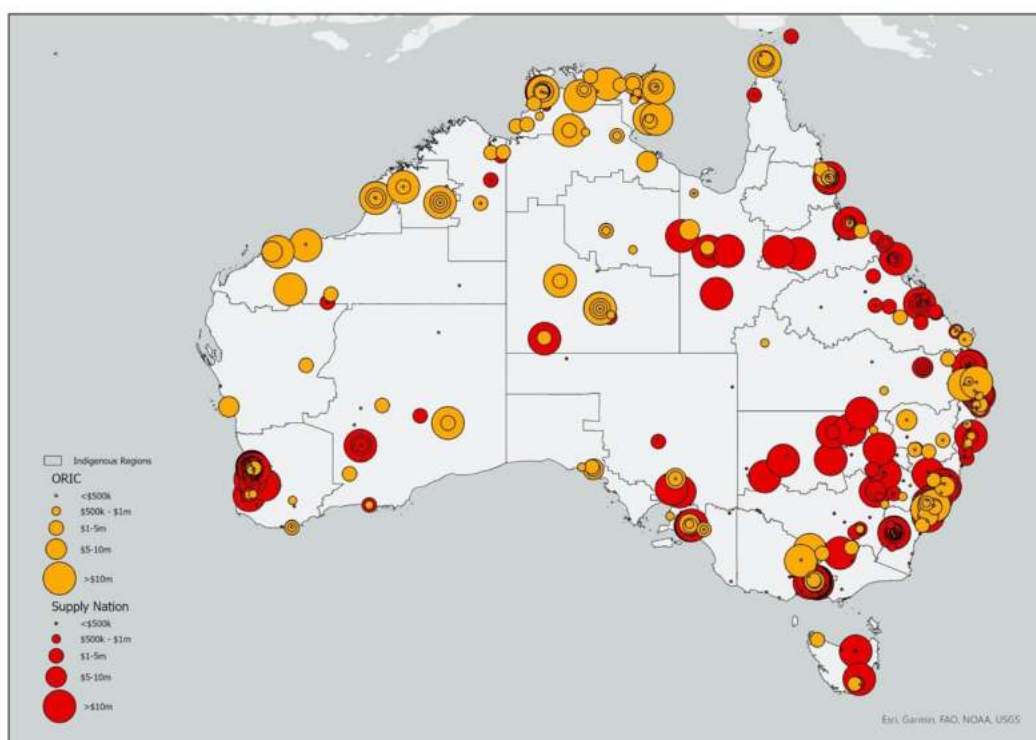 Indigenous Regions
ORIC
<$500k
$500k - $1m
$1-5m
$5-10m
>$10m
Supply Nation
<$500k
$500k - $1m
$1-5m
$5-10m
>$10m
Esri, Garmin, FAO, NOAA, USGS